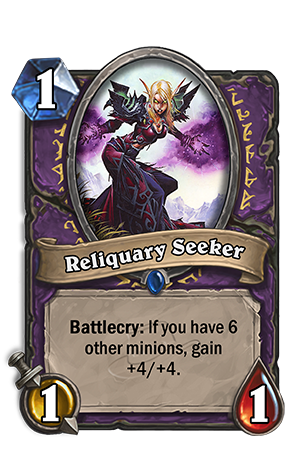 1
Reliquary Seeker
Battlecry: If you have 6
other minions, gain
+4/+4.
1
1